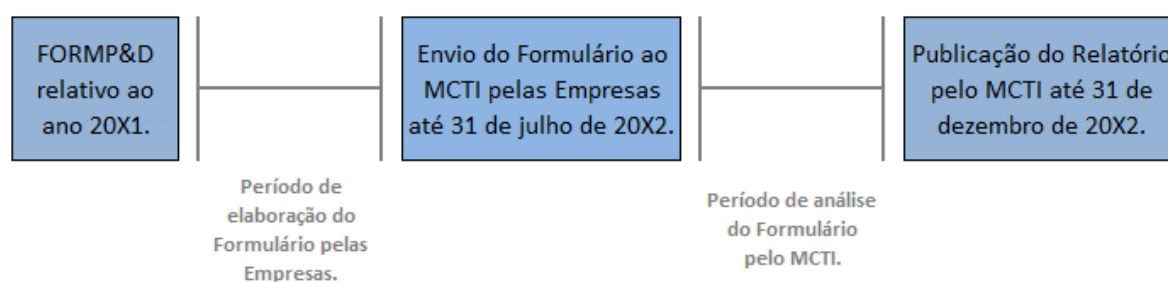 FORMP&D
relativo ao
ano 20X1.
Período de
elaboração do
Formulário pelas
Empresas.
Envio do Formulário ao
MCTI pelas Empresas
até 31 de julho de 20X2.
Período de análise
do Formulário
pelo MCTI.
Publicação do Relatório
pelo MCTI até 31 de
dezembro de 20X2.